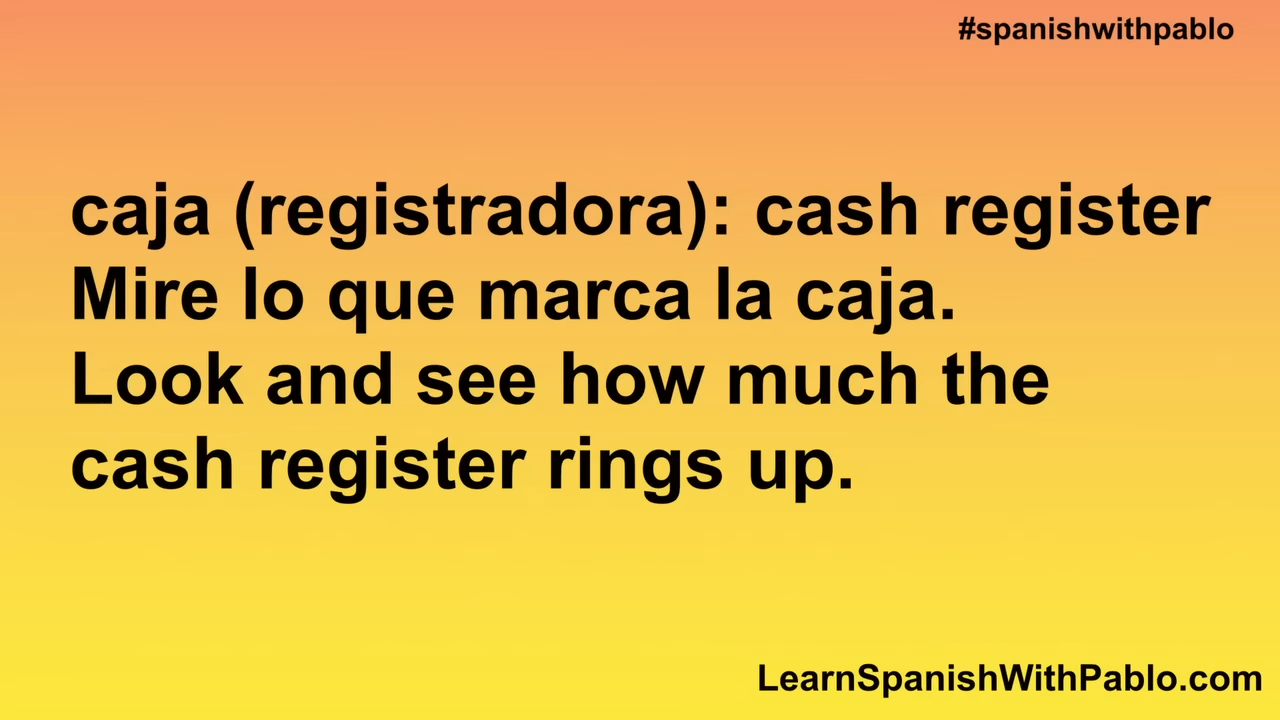 #spanishwithpablo
caja (registradora): cash register
Mire lo que marca la caja.
Look and see how much the
cash register rings up.
LearnSpanishWithPablo.com